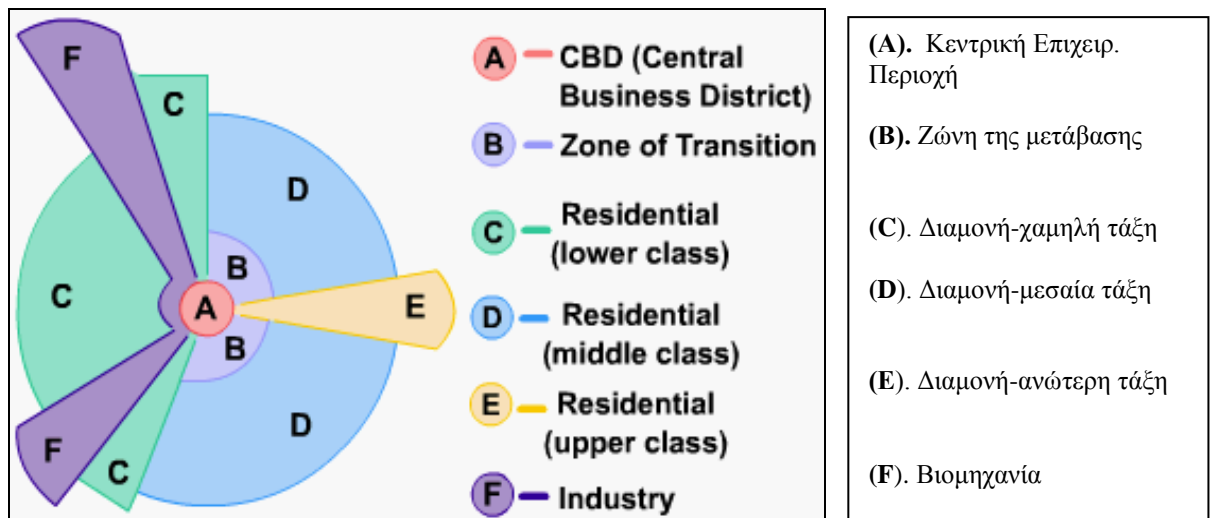 F
C
D
B
C
A
E
B
D
F
C
A CBD (Central
Business District)
B Zone of Transition
C Residential
(lower class)
D Residential
(middle class)
E Residential
(upper class)
F Industry
(A). Κεντρική Επιχειρ.
Περιοχή
(B). Ζώνη της μετάβασης
(C). Διαμονή-χαμηλή τάξη
(D). Διαμονή-μεσαία τάξη
(E). Διαμονή-ανώτερη τάξη
(F). Βιομηχανία